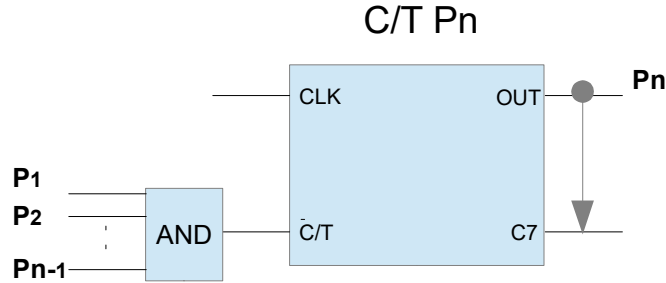 C/T Pn
CLK OUT Pn
P1
P2
AND C/T C7
Pn-1